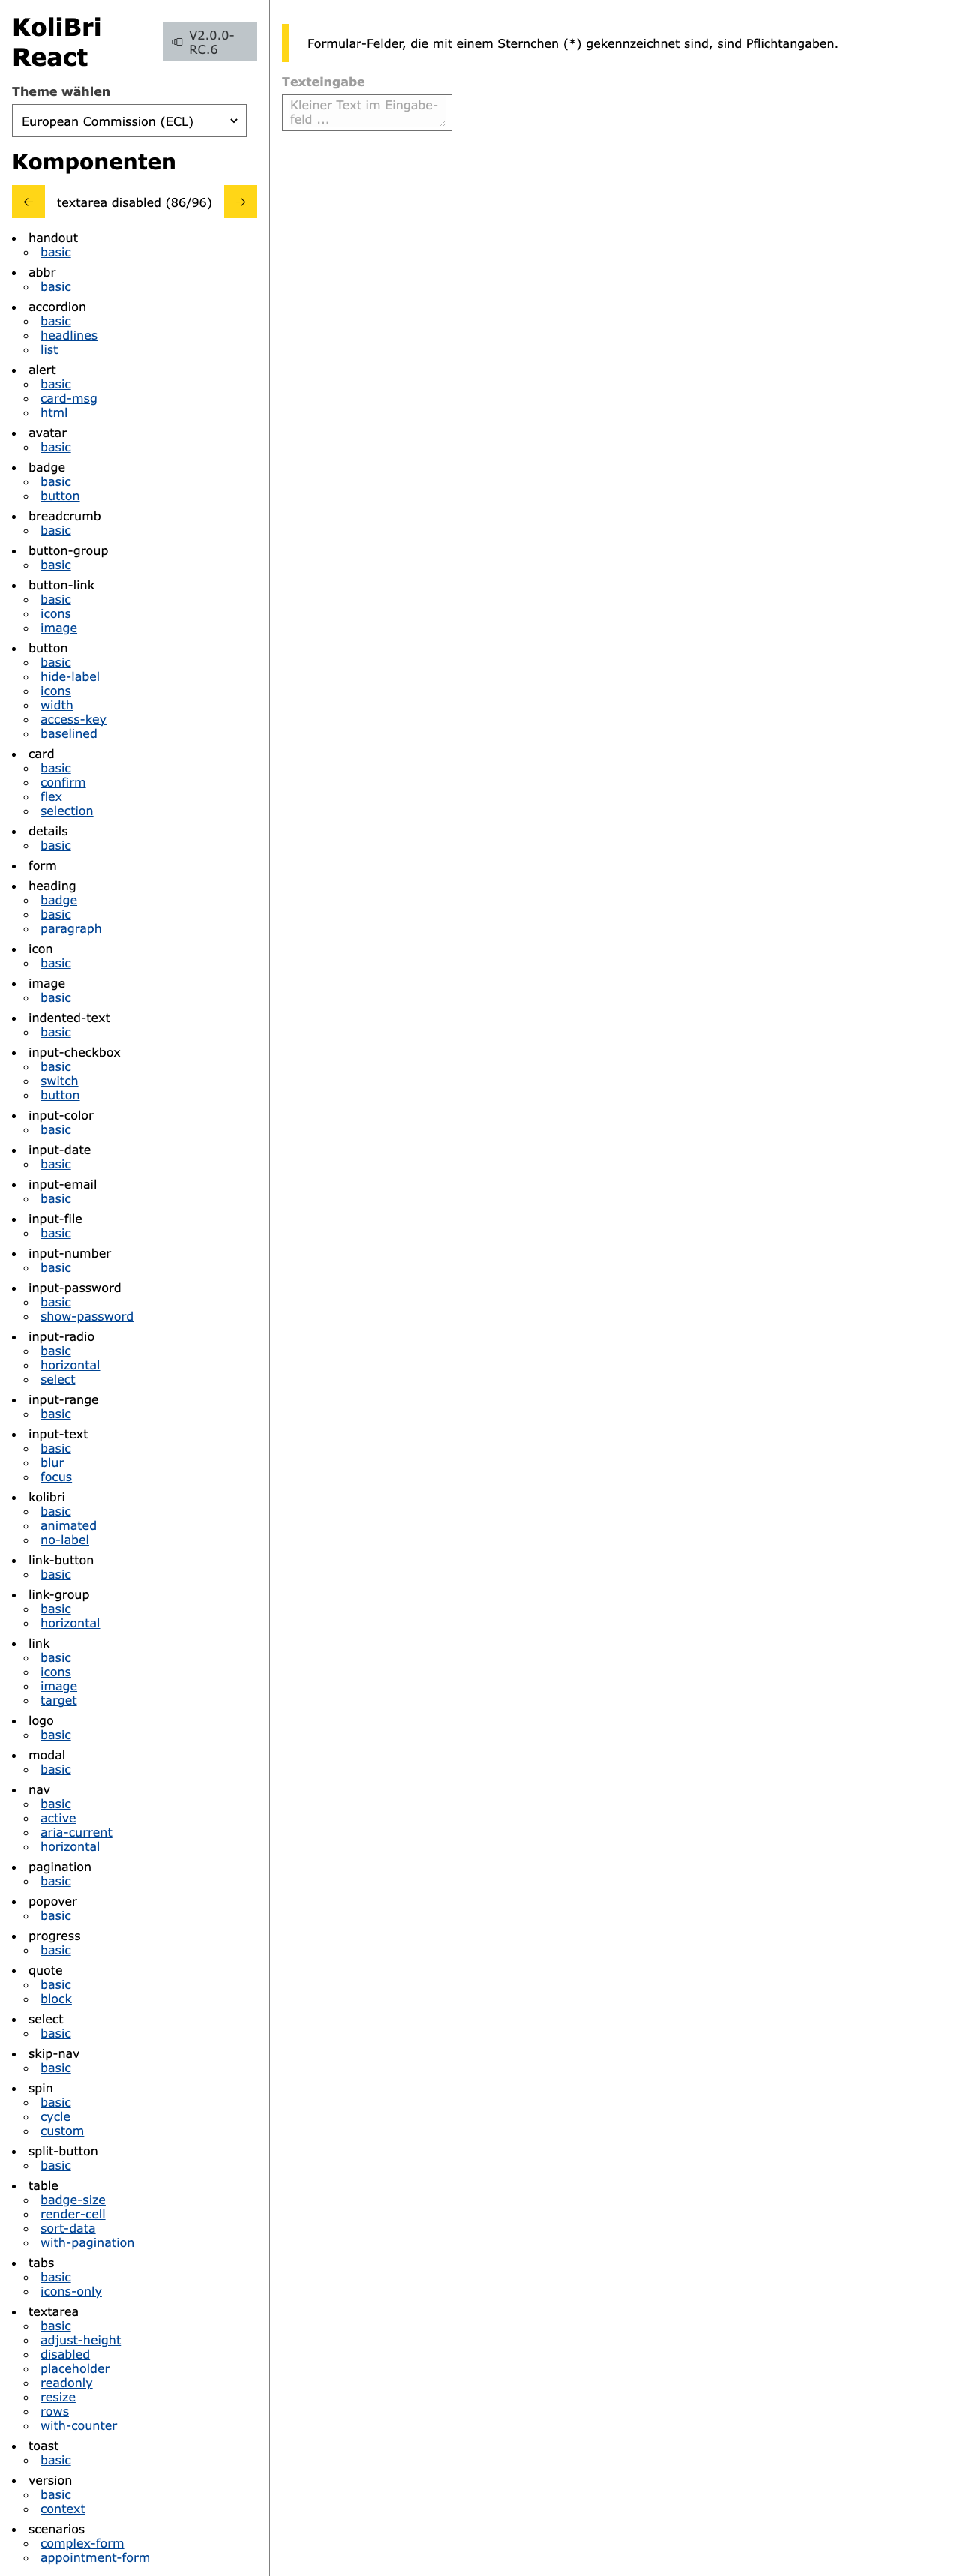 KoliBri
React
V2.0.0-
RC.6
Theme wählen
European Commission (ECL)
Komponenten
← textarea disabled (86/96) →
handout
basic
abbr
basic
accordion
basic
headlines
list
alert
basic
card-msg
html
avatar
basic
badge
basic
button
breadcrumb
basic
button-group
basic
button-link
basic
icons
image
button
basic
hide-label
icons
width
access-key
baselined
card
basic
confirm
flex
selection
details
basic
form
heading
badge
basic
paragraph
icon
basic
image
basic
indented-text
basic
input-checkbox
basic
switch
button
input-color
basic
input-date
basic
input-email
basic
input-file
basic
input-number
basic
input-password
basic
show-password
input-radio
basic
horizontal
select
input-range
basic
input-text
basic
blur
focus
kolibri
basic
animated
no-label
link-button
basic
link-group
basic
horizontal
link
basic
icons
image
target
logo
basic
modal
basic
nav
basic
active
aria-current
horizontal
pagination
basic
popover
basic
progress
basic
quote
basic
block
select
basic
skip-nav
basic
spin
basic
cycle
custom
split-button
basic
table
badge-size
render-cell
sort-data
with-pagination
tabs
basic
icons-only
textarea
basic
adjust-height
disabled
placeholder
readonly
resize
rows
with-counter
toast
basic
version
basic
context
scenarios
complex-form
appointment-form
Formular-Felder, die mit einem Sternchen (*) gekennzeichnet sind, sind Pflichtangaben.
Texteingabe
Kleiner Text im Eingabe-
feld ...